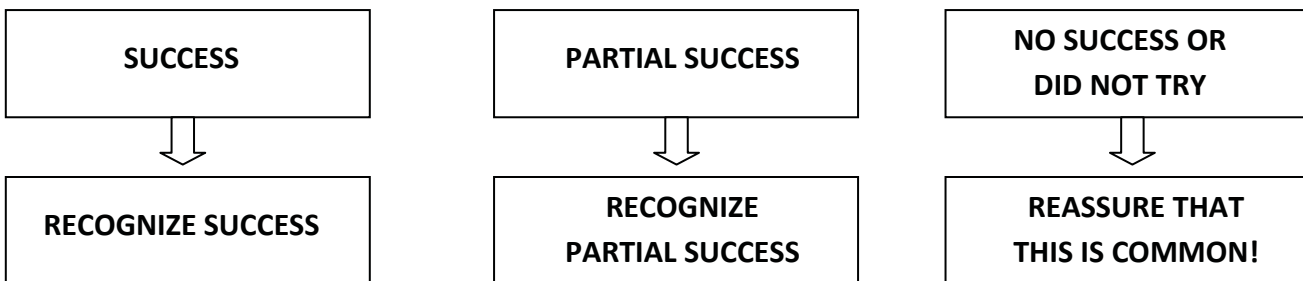 SUCCESS
PARTIAL SUCCESS
NO SUCCESS OR
DID NOT TRY
RECOGNIZE SUCCESS
RECOGNIZE
PARTIAL SUCCESS
REASSURE THAT
THIS IS COMMON!